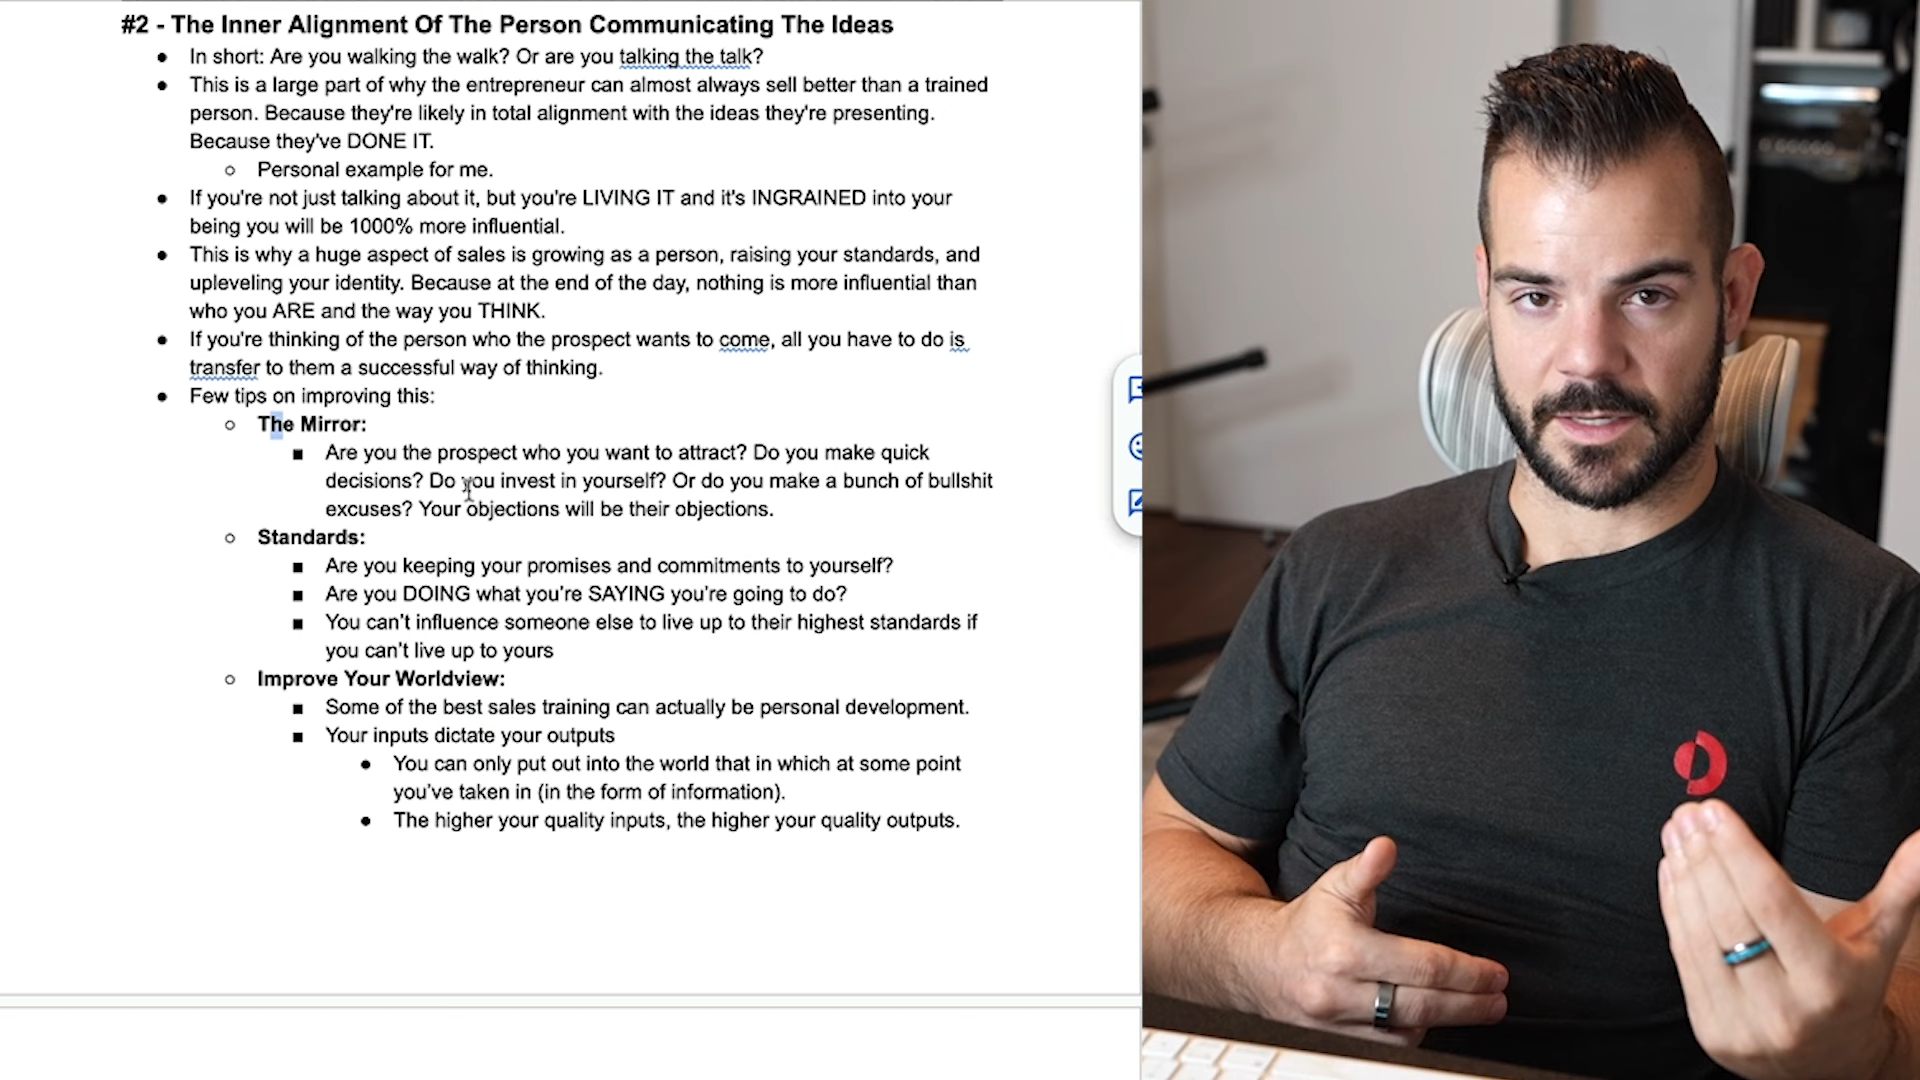 #2 - The Inner Alignment Of The Person Communicating The Ideas
● In short: Are you walking the walk? Or are you talking the talk?
● This is a large part of why the entrepreneur can almost always sell better than a trained
person. Because they're likely in total alignment with the ideas they're presenting.
Because they've DONE IT.
○ Personal example for me.
● If you're not just talking about it, but you're LIVING IT and it's INGRAINED into your
being you will be 1000% more influential.
● This is why a huge aspect of sales is growing as a person, raising your standards, and
upleveling your identity. Because at the end of the day, nothing is more influential than
who you ARE and the way you THINK.
● If you're thinking of the person who the prospect wants to come, all you have to do is
transfer to them a successful way of thinking.
● Few tips on improving this:
○ The Mirror:
■ Are you the prospect who you want to attract? Do you make quick
decisions? Do you invest in yourself? Or do you make a bunch of bullshit
excuses? Your objections will be their objections.
○ Standards:
■ Are you keeping your promises and commitments to yourself?
■ Are you DOING what you're SAYING you're going to do?
■ You can't influence someone else to live up to their highest standards if
you can't live up to yours
○ Improve Your Worldview:
■ Some of the best sales training can actually be personal development.
■ Your inputs dictate your outputs
● You can only put out into the world that in which at some point
you've taken in (in the form of information).
● The higher your quality inputs, the higher your quality outputs.